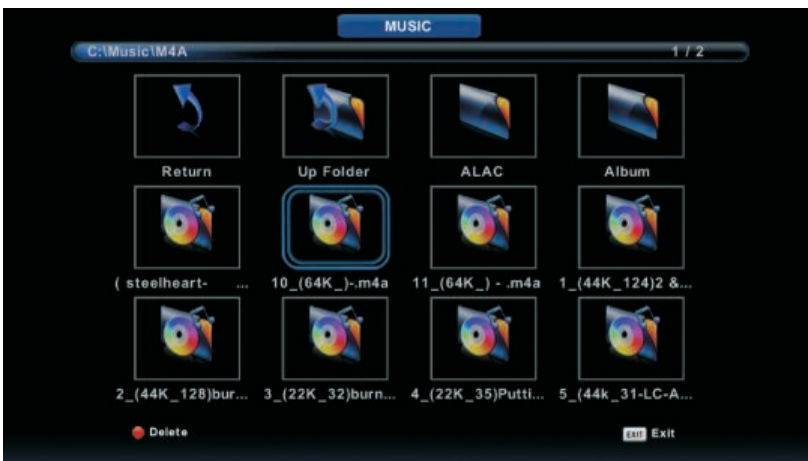 MUSIC
C:\Music\M4A 1 / 2
Return Up Folder ALAC Album
( steelheart- ... 10_(64K_)-.m4a 11_(64K_) - .m4a 1_(44K_124)2 &...
2_(44K_128)bur... 3_(22K_32)burn... 4_(22K_35)Putti... 5_(44k_31-LC-A...
Delete EXIT Exit